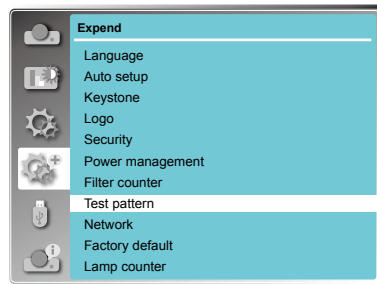 Expend
Language
Auto setup
Keystone
Logo
Security
Power management
Filter counter
Test pattern
Network
Factory default
Lamp counter